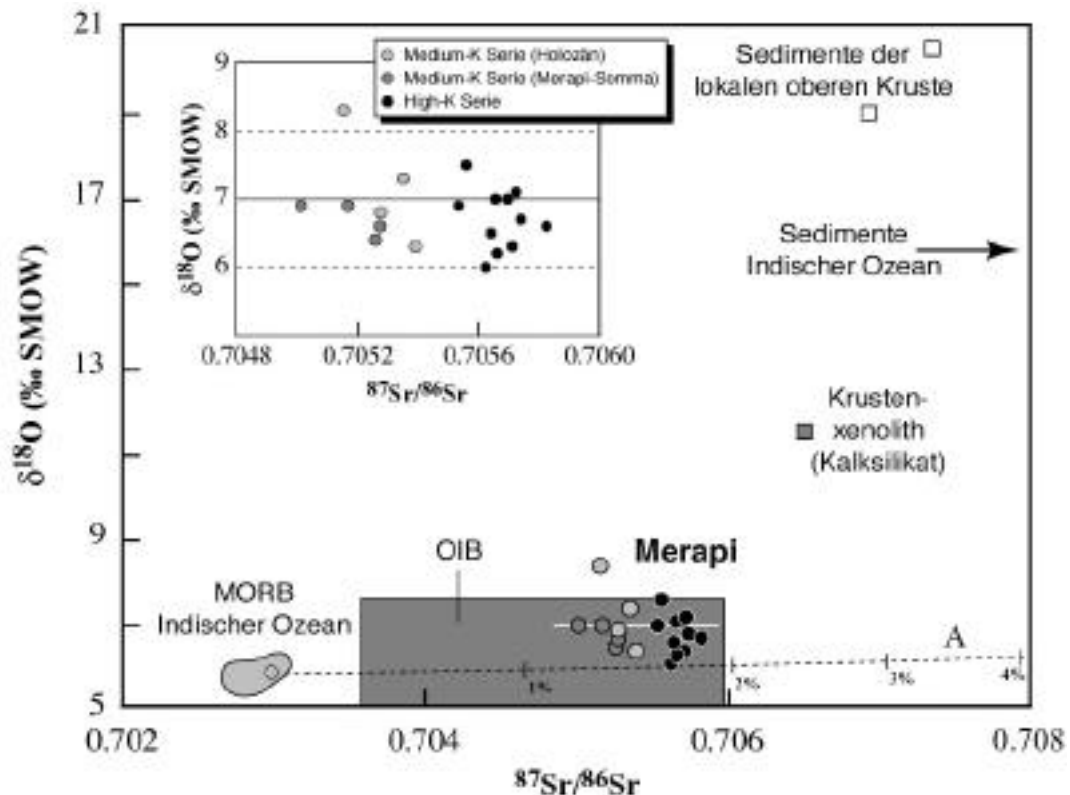 21
17
13
9
5
δ18O (‰ SMOW)
0.702
0.704
0.706
0.708
87Sr/86Sr
Medium-K Serie (Holozän)
Medium-K Serie (Merapi-Somma)
High-K Serie
9
8
7
6
δ18O (‰ SMOW)
0.7048
0.7052
0.7056
0.7060
87Sr/86Sr
Sedimente der
lokalen oberen Kruste
Sedimente
Indischer Ozean
Krusten-
xenolith
(Kalksilikat)
OIB
Merapi
MORB
Indischer Ozean
A
1%
2%
3%
4%